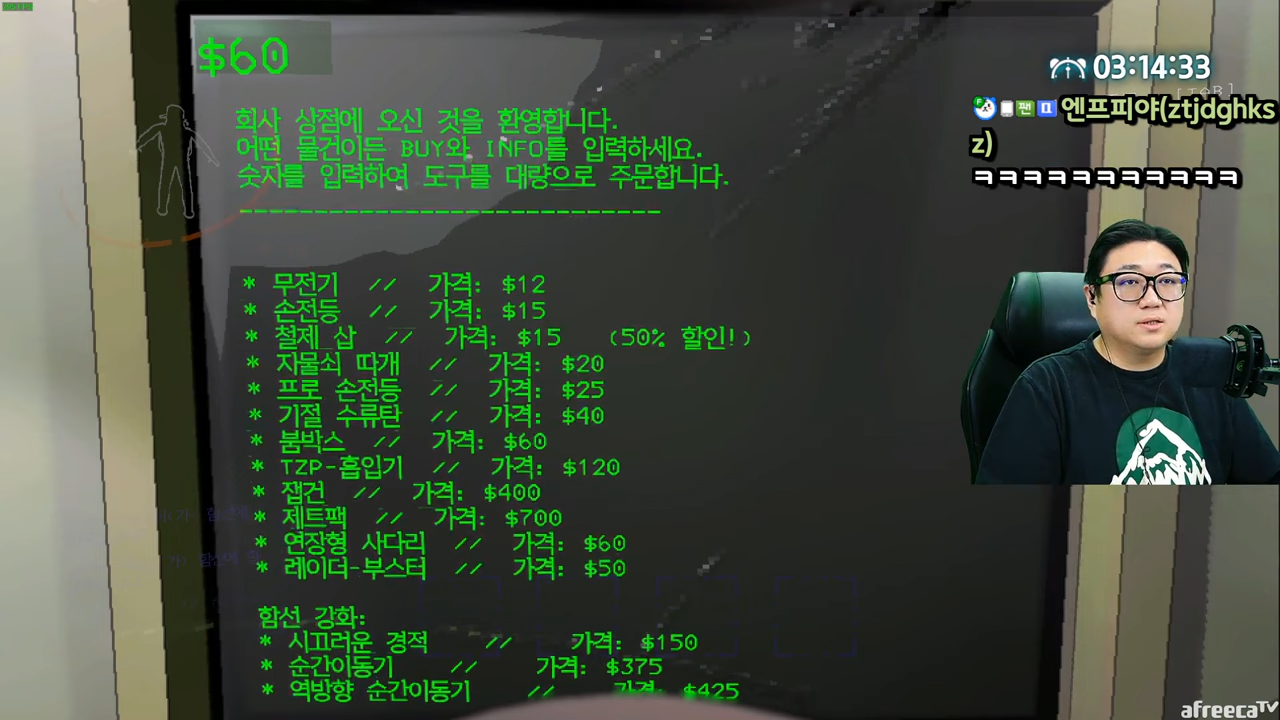 $60
회사 상점에 오신 것을 환영합니다.
어떤 물건이든 BUY와 INFO를 입력하세요.
숫자를 입력하여 도구를 대량으로 주문합니다.
----------------------------
* 무전기 // 가격: $12
* 손전등 // 가격: $15
* 철제 삽 // 가격: $15 (50% 할인!)
* 자물쇠 따개 // 가격: $20
* 프로 손전등 // 가격: $25
* 기절 수류탄 // 가격: $40
* 붐박스 // 가격: $60
* TZP-흡입기 // 가격: $120
* 잽건 // 가격: $400
* 제트팩 // 가격: $700
* 연장형 사다리 // 가격: $60
* 레이더-부스터 // 가격: $50
함선 강화:
* 시끄러운 경적 // 가격: $150
* 순간이동기 // 가격: $375
* 역방향 순간이동기 // 가격: $425
03:14:33
F 팬 엔프피야(ztjdghks
z)
ㅋㅋㅋㅋㅋㅋㅋㅋㅋㅋㅋ
afreecaTV